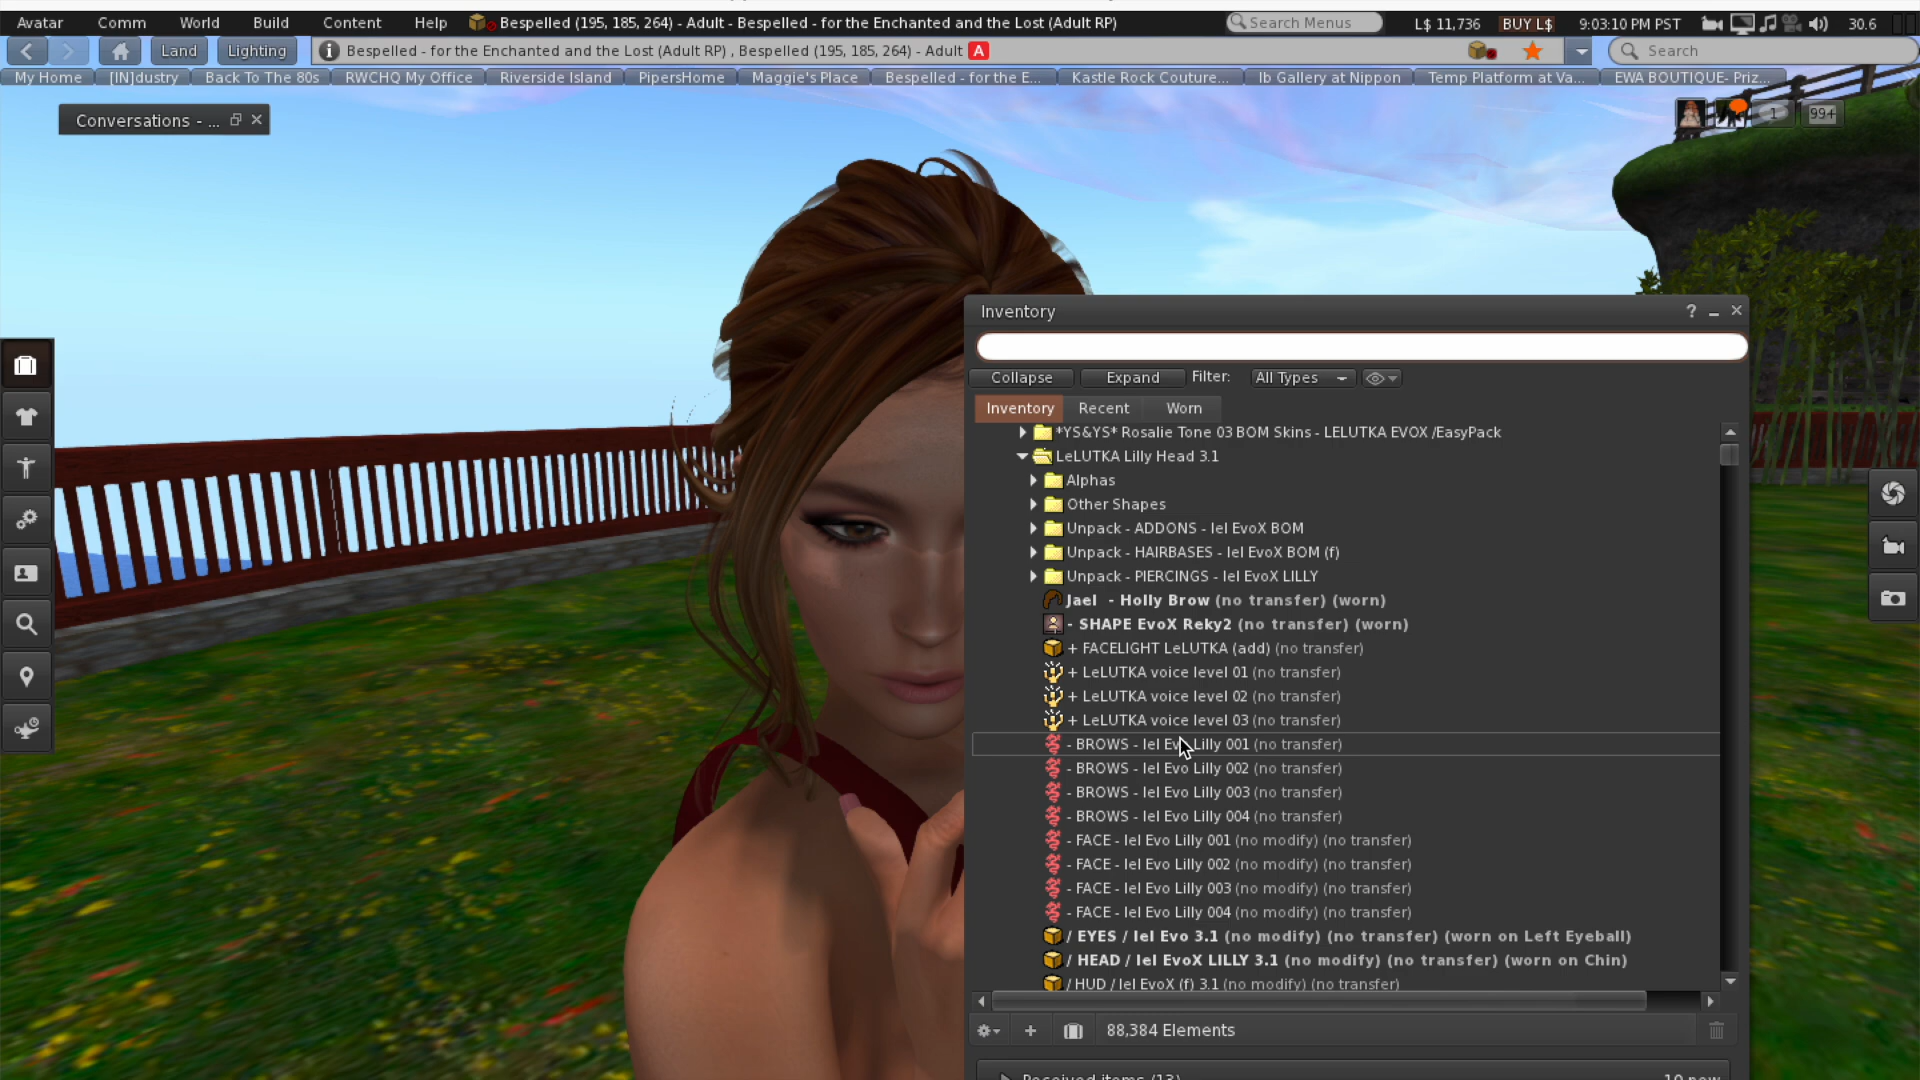 Avatar Comm World Build Content Help Bespelled (195, 185, 264) - Adult - Bespelled - for the Enchanted and the Lost (Adult RP) Search Menus L$ 11,736 BUY L$ 9:03:10 PM PST 30.6
Land Lighting Bespelled - for the Enchanted and the Lost (Adult RP) , Bespelled (195, 185, 264) - Adult A Search
My Home [IN]dustry Back To The 80s RWCHQ My Office Riverside Island PipersHome Maggie's Place Bespelled - for the E... Kastle Rock Couture... Ib Gallery at Nippon Temp Platform at Va... EWA BOUTIQUE- Priz...
Conversations - ...
1 99+
Inventory
Collapse Expand Filter: All Types
Inventory Recent Worn
*YS&YS* Rosalie Tone 03 BOM Skins - LELUTKA EVOX /EasyPack
LeLUTKA Lilly Head 3.1
Alphas
Other Shapes
Unpack - ADDONS - lel EvoX BOM
Unpack - HAIRBASES - lel EvoX BOM (f)
Unpack - PIERCINGS - lel EvoX LILLY
Jael - Holly Brow (no transfer) (worn)
- SHAPE EvoX Reky2 (no transfer) (worn)
+ FACELIGHT LeLUTKA (add) (no transfer)
+ LeLUTKA voice level 01 (no transfer)
+ LeLUTKA voice level 02 (no transfer)
+ LeLUTKA voice level 03 (no transfer)
- BROWS - lel Evo Lilly 001 (no transfer)
- BROWS - lel Evo Lilly 002 (no transfer)
- BROWS - lel Evo Lilly 003 (no transfer)
- BROWS - lel Evo Lilly 004 (no transfer)
- FACE - lel Evo Lilly 001 (no modify) (no transfer)
- FACE - lel Evo Lilly 002 (no modify) (no transfer)
- FACE - lel Evo Lilly 003 (no modify) (no transfer)
- FACE - lel Evo Lilly 004 (no modify) (no transfer)
/ EYES / lel Evo 3.1 (no modify) (no transfer) (worn on Left Eyeball)
/ HEAD / lel EvoX LILLY 3.1 (no modify) (no transfer) (worn on Chin)
/ HUD / lel EvoX (f) 3.1 (no modify) (no transfer)
88,384 Elements
Received items (13) 10 new